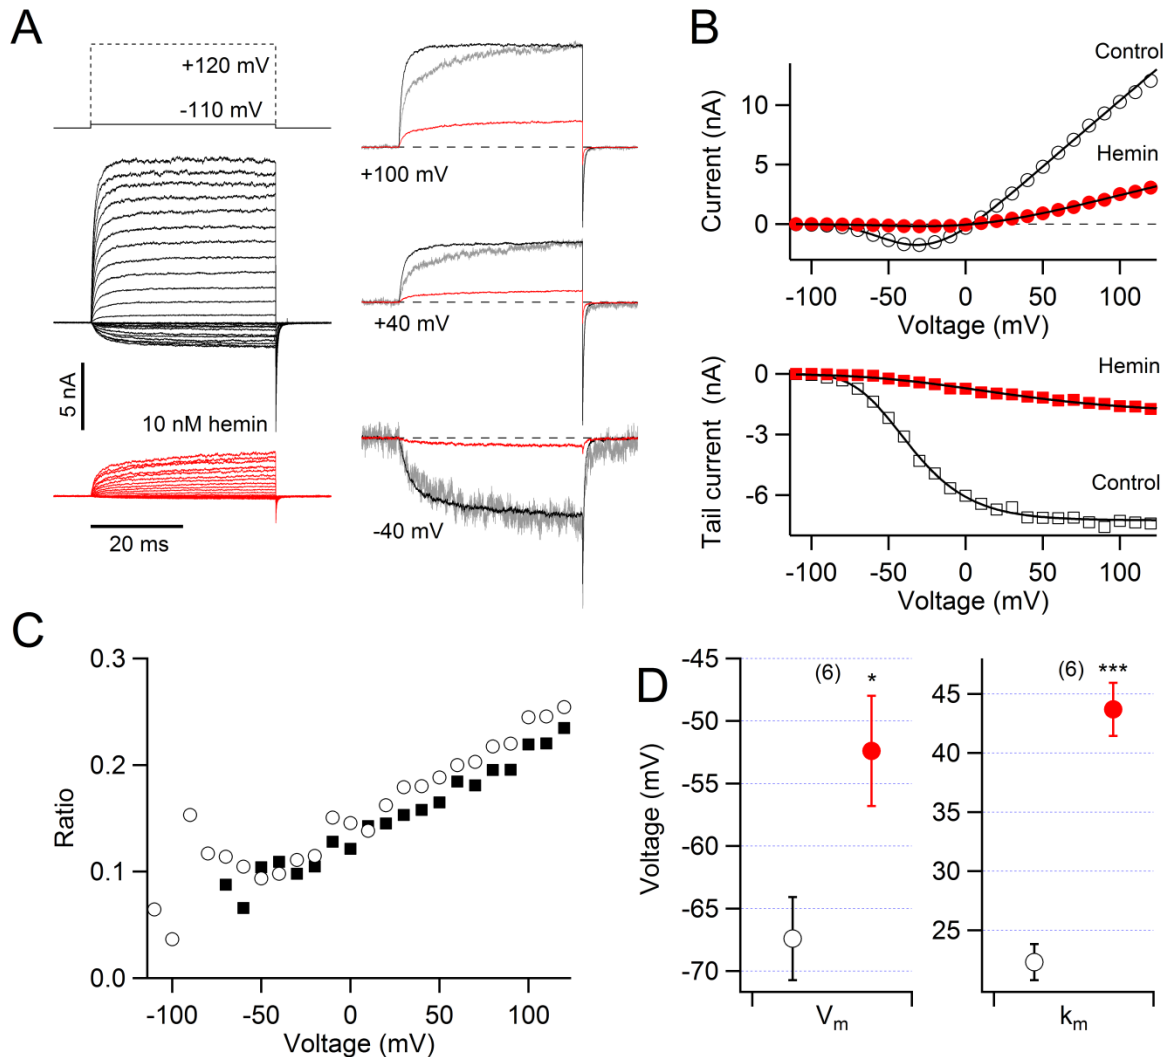 A
+120 mV
-110 mV
5 nA
10 nM hemin
20 ms
+100 mV
+40 mV
-40 mV
B
Control
Hemin
Current (nA)
10
5
0
-100 -50 0 50 100
Voltage (mV)
Hemin
Control
Tail current (nA)
0
-3
-6
-100 -50 0 50 100
Voltage (mV)
C
Ratio
0.3
0.2
0.1
0.0
-100 -50 0 50 100
Voltage (mV)
D
Voltage (mV)
-45
-50
-55
-60
-65
-70
(6) *
Vm
45
40
35
30
25
(6) ***
km